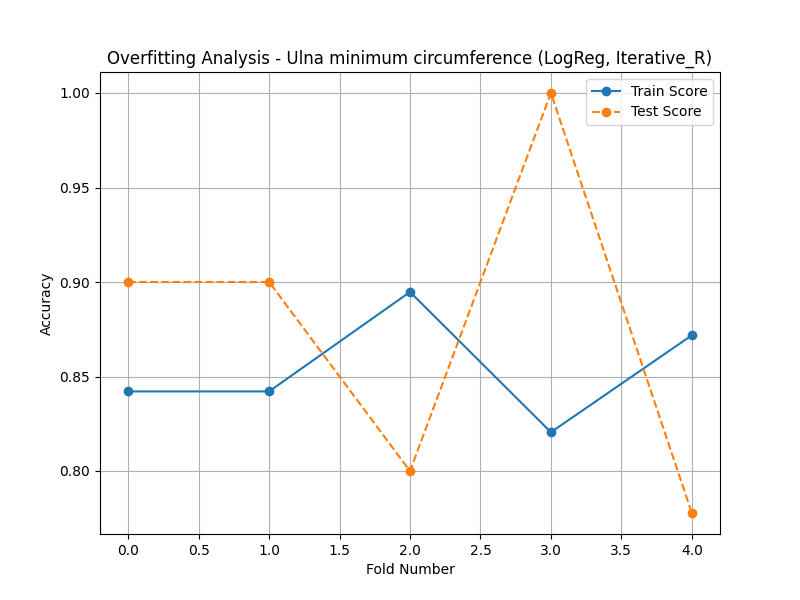 Overfitting Analysis - Ulna minimum circumference (LogReg, Iterative_R)
Train Score
Test Score
1.00
0.95
0.90
0.85
0.80
Accuracy
0.0 0.5 1.0 1.5 2.0 2.5 3.0 3.5 4.0
Fold Number